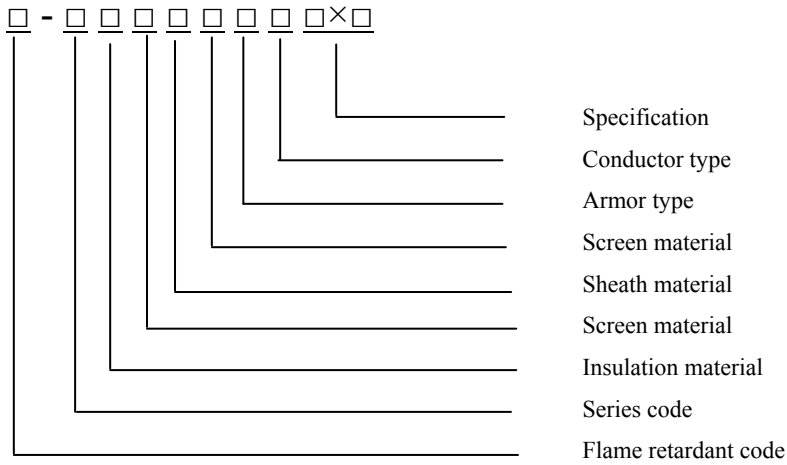 □ - □ □ □ □ □ □ □ □×□
Specification
Conductor type
Armor type
Screen material
Sheath material
Screen material
Insulation material
Series code
Flame retardant code